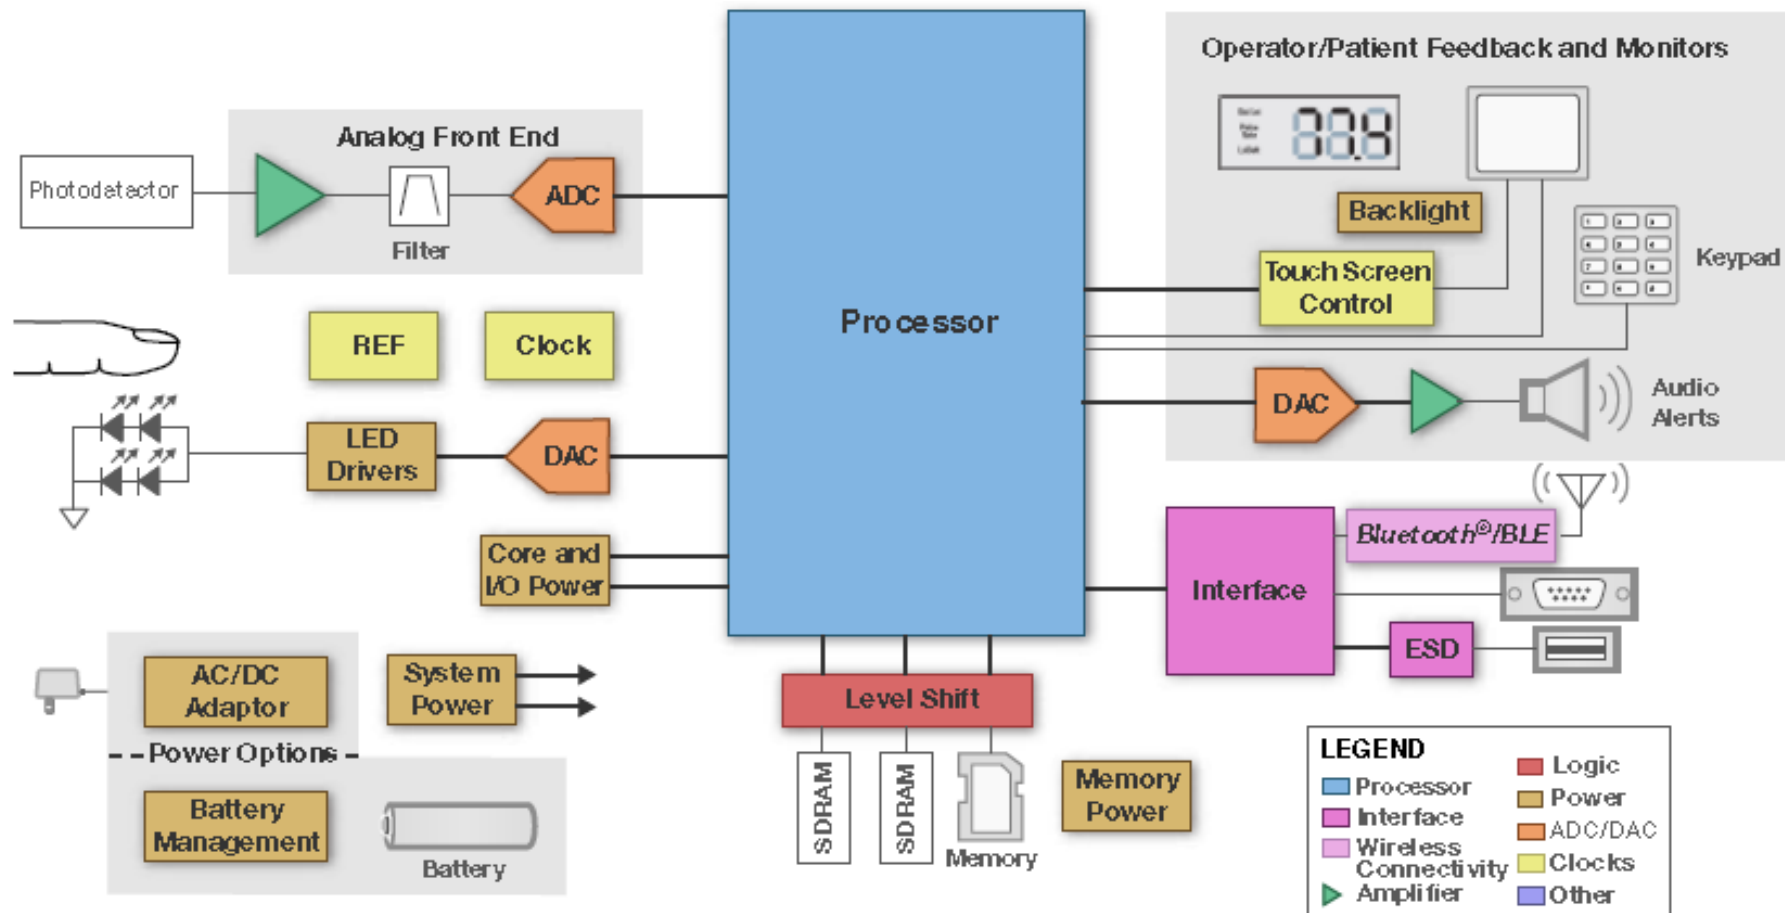 Operator/Patient Feedback and Monitors
77.4
Backlight
Touch Screen
Control
Keypad
DAC
Audio
Alerts
Analog Front End
Photodetector
ADC
Filter
REF
Clock
LED
Drivers
DAC
Core and
I/O Power
Processor
Bluetooth®/BLE
Interface
ESD
AC/DC
Adaptor
System
Power
Power Options
Battery
Management
Battery
Level Shift
SDRAM
SDRAM
Memory
Memory
Power
LEGEND
Processor
Interface
Wireless
Connectivity
Amplifier
Logic
Power
ADC/DAC
Clocks
Other